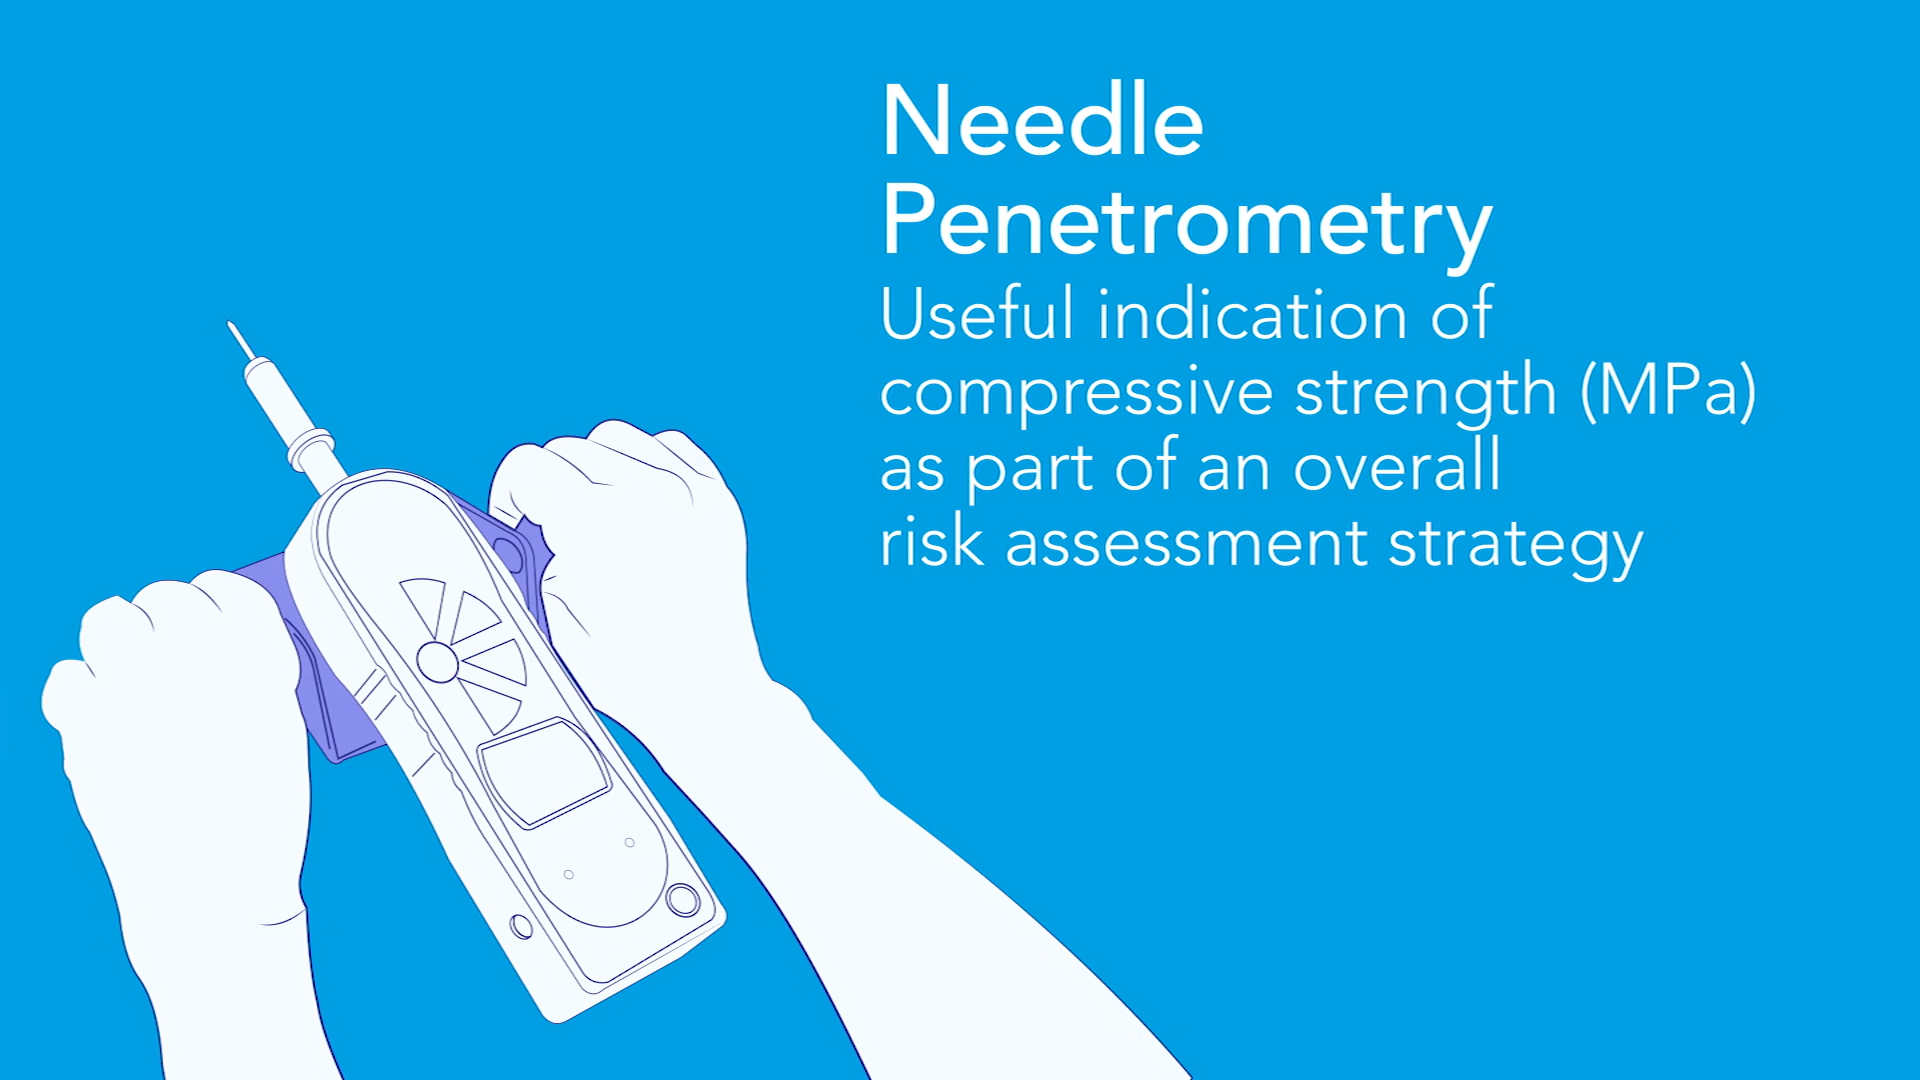 Needle
Penetrometry
Useful indication of
compressive strength (MPa)
as part of an overall
risk assessment strategy